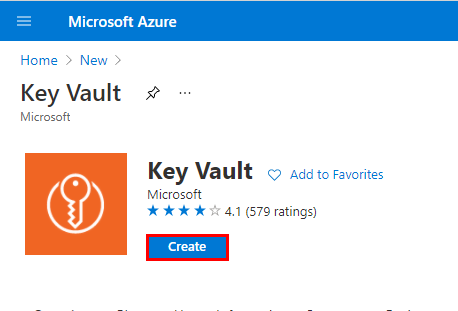 Microsoft Azure
Home > New >
Key Vault ...
Microsoft
Key Vault Add to Favorites
Microsoft
4.1 (579 ratings)
Create